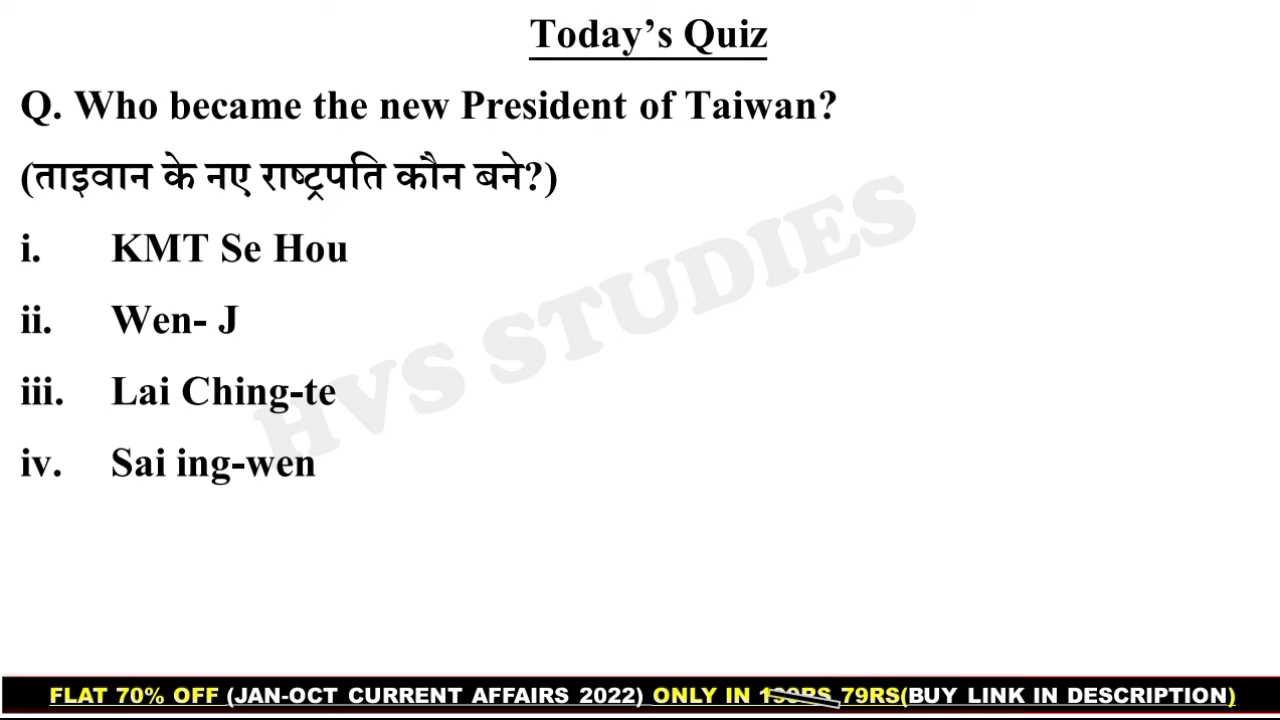 Today’s Quiz
Q. Who became the new President of Taiwan?
(ताइवान के नए राष्ट्रपति कौन बने?)
i. KMT Se Hou
ii. Wen- J
iii. Lai Ching-te
iv. Sai ing-wen
HVS STUDIES
FLAT 70% OFF (JAN-OCT CURRENT AFFAIRS 2022) ONLY IN 79RS(BUY LINK IN DESCRIPTION)